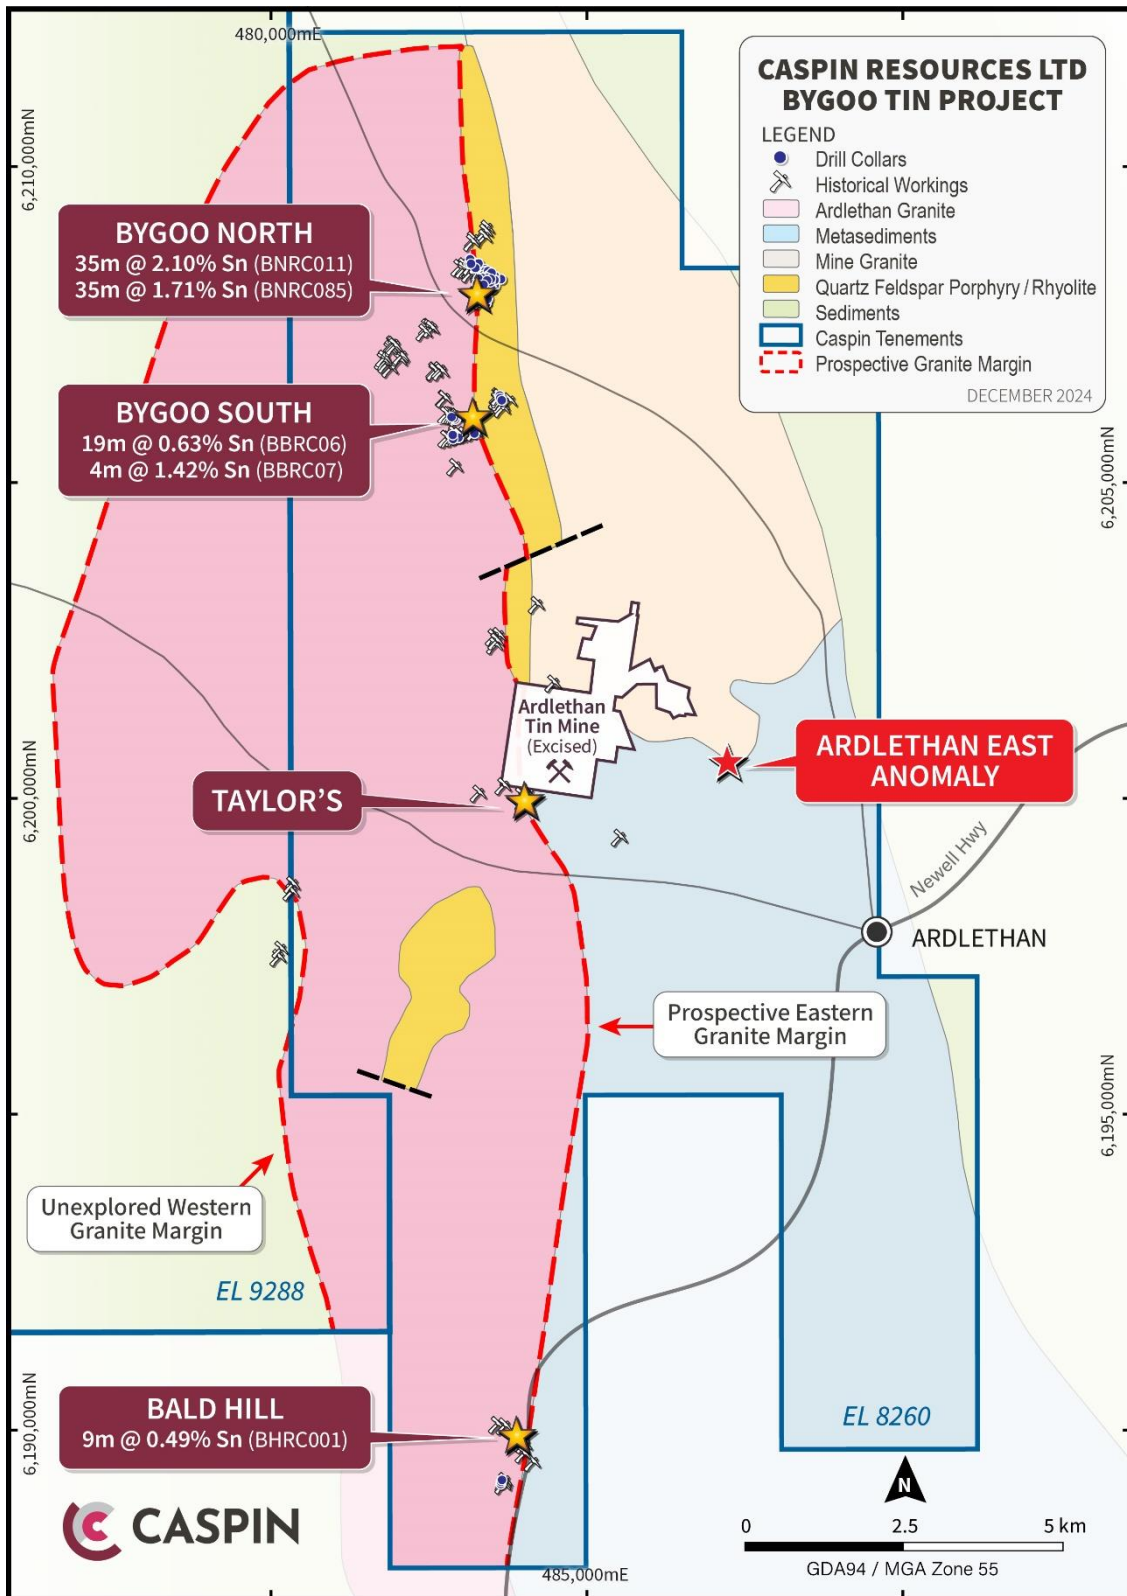 480,000mE
CASPIN RESOURCES LTD
BYGOO TIN PROJECT
LEGEND
Drill Collars
Historical Workings
Ardlethan Granite
Metasediments
Mine Granite
Quartz Feldspar Porphyry / Rhyolite
Sediments
Caspin Tenements
Prospective Granite Margin
DECEMBER 2024
6,210,000mN
BYGOO NORTH
35m @ 2.10% Sn (BNRC011)
35m @ 1.71% Sn (BNRC085)
BYGOO SOUTH
19m @ 0.63% Sn (BBRC06)
4m @ 1.42% Sn (BBRC07)
6,205,000mN
Ardlethan
Tin Mine
(Excised)
ARDLETHAN EAST
ANOMALY
TAYLOR'S
6,200,000mN
Newell Hwy
ARDLETHAN
Prospective Eastern
Granite Margin
6,195,000mN
Unexplored Western
Granite Margin
EL 9288
BALD HILL
9m @ 0.49% Sn (BHRC001)
6,190,000mN
EL 8260
N
CASPIN
0 2.5 5 km
GDA94 / MGA Zone 55
485,000mE